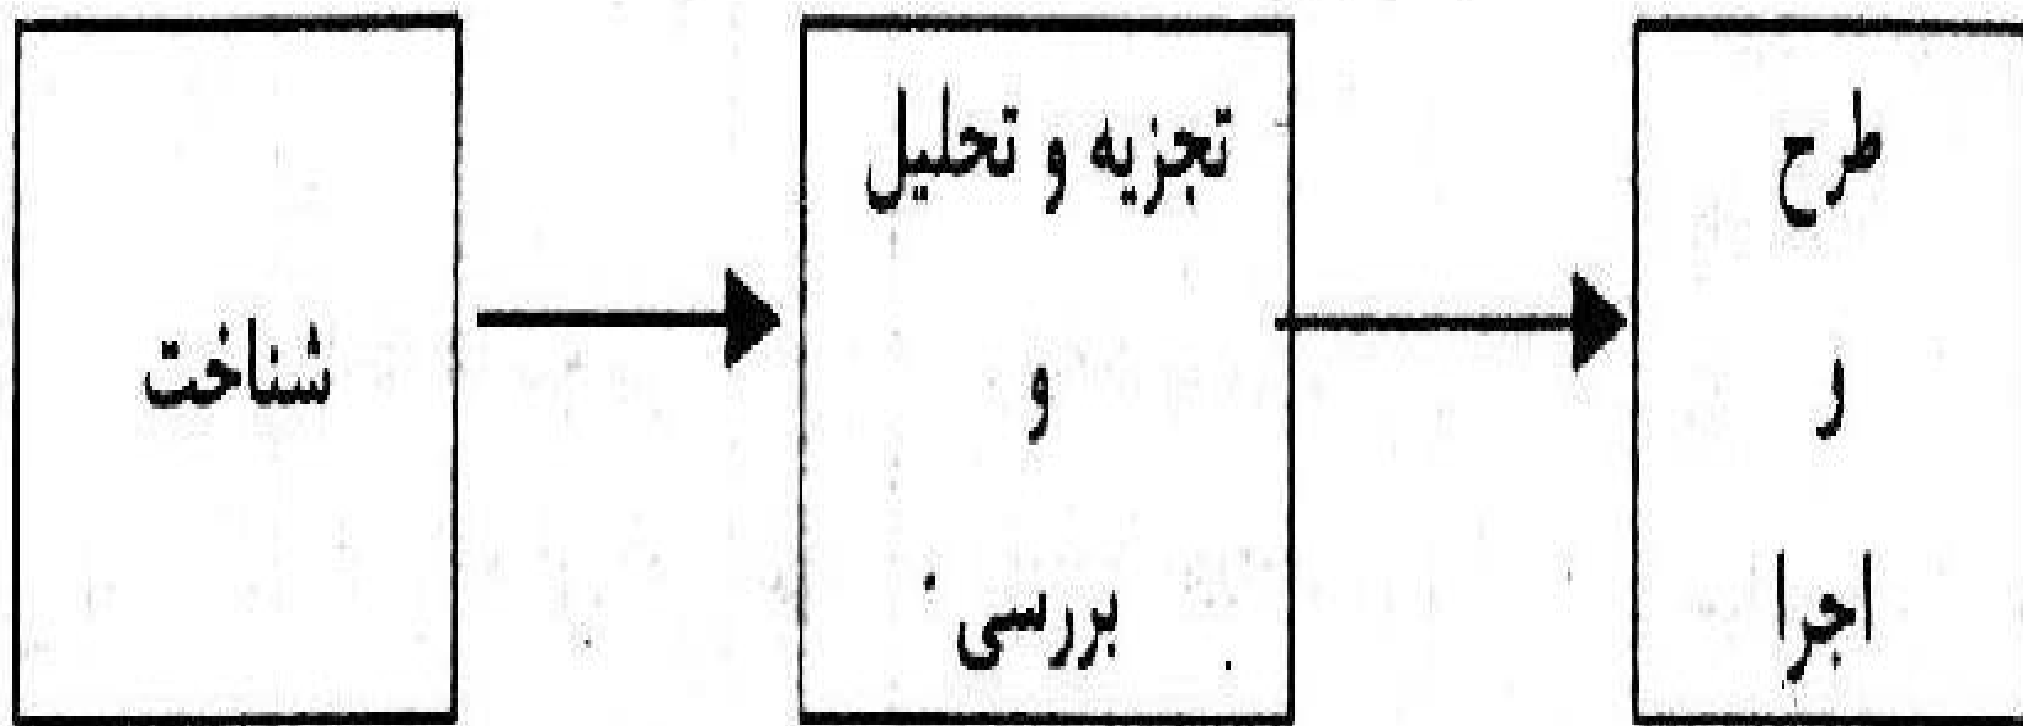 شناخت
تجزیه و تحلیل
و
بررسی
طرح
و
اجرا